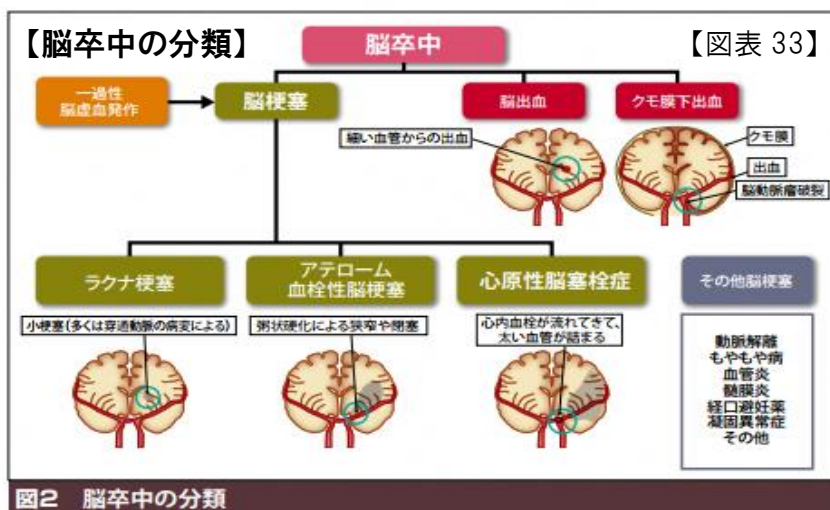 【脳卒中の分類】
脳卒中
【図表 33】
一過性
脳虚血発作
脳梗塞
脳出血
クモ膜下出血
細い血管からの出血
クモ膜
出血
脳動脈瘤破裂
ラクナ梗塞
アテローム
血栓性脳梗塞
心原性脳塞栓症
その他脳梗塞
小梗塞(多くは穿通動脈の病変による)
粥状硬化による狭窄や閉塞
心内血栓が流れてきて、
太い血管が詰まる
動脈解離
もやもや病
血管炎
髄膜炎
経口避妊薬
凝固異常症
その他
図2 脳卒中の分類